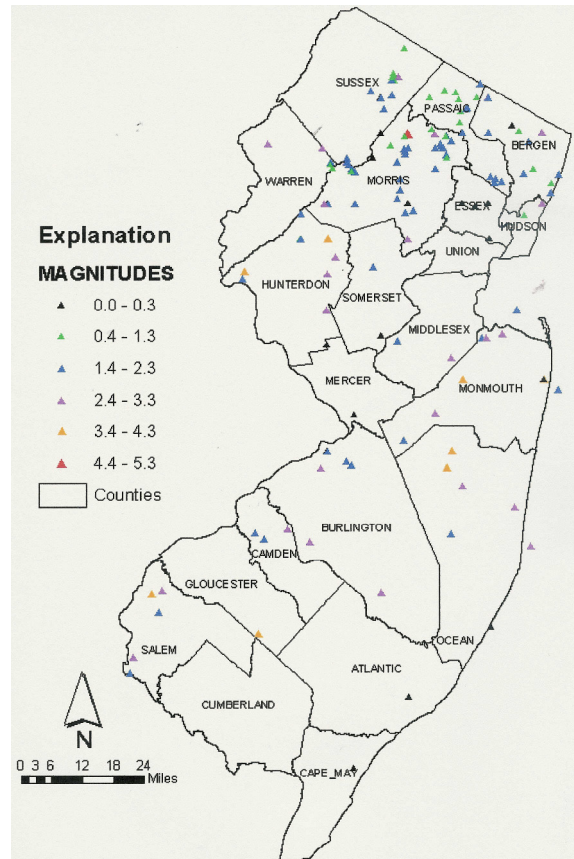 SUSSEX
PASSAIC
BERGEN
WARREN
MORRIS
ESSEX
HUDSON
UNION
Explanation
MAGNITUDES
0.0 - 0.3
0.4 - 1.3
1.4 - 2.3
2.4 - 3.3
3.4 - 4.3
4.4 - 5.3
Counties
HUNTERDON
SOMERSET
MIDDLESEX
MERCER
MONMOUTH
BURLINGTON
CAMDEN
GLOUCESTER
OCEAN
SALEM
ATLANTIC
CUMBERLAND
CAPE_MAY
N
0 3 6 12 18 24
Miles